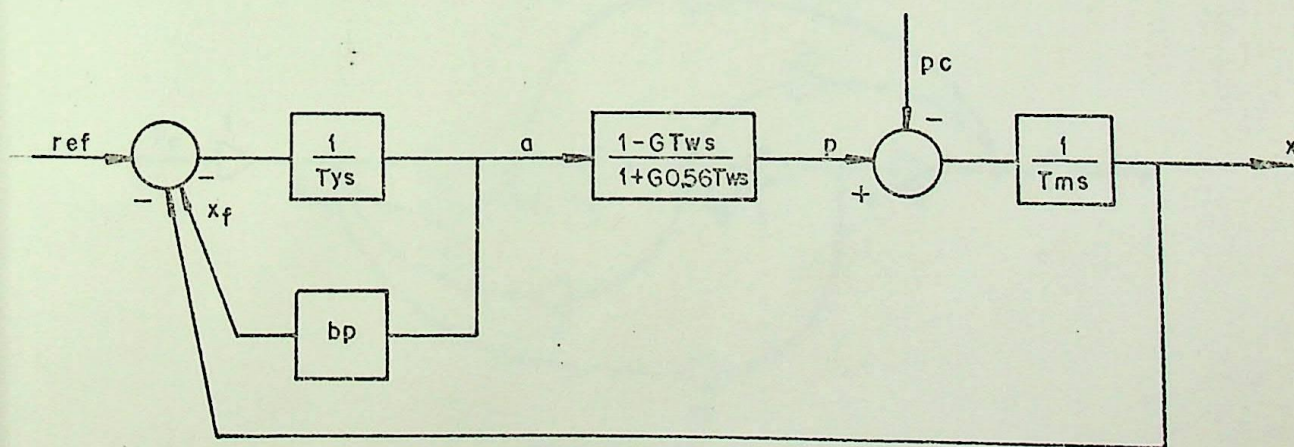 pc
ref
1
Tys
a
1-GTws
1+G0,56Tws
p
-
+
1
Tms
x
-
-
xf
bp